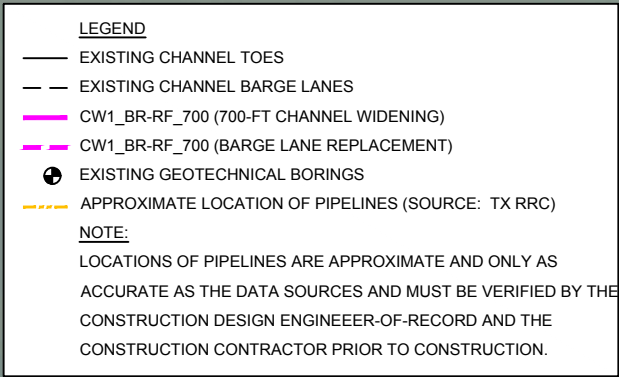 LEGEND
EXISTING CHANNEL TOES
EXISTING CHANNEL BARGE LANES
CW1_BR-RF_700 (700-FT CHANNEL WIDENING)
CW1_BR-RF_700 (BARGE LANE REPLACEMENT)
EXISTING GEOTECHNICAL BORINGS
APPROXIMATE LOCATION OF PIPELINES (SOURCE: TX RRC)
NOTE:
LOCATIONS OF PIPELINES ARE APPROXIMATE AND ONLY AS
ACCURATE AS THE DATA SOURCES AND MUST BE VERIFIED BY THE
CONSTRUCTION DESIGN ENGINEEER-OF-RECORD AND THE
CONSTRUCTION CONTRACTOR PRIOR TO CONSTRUCTION.